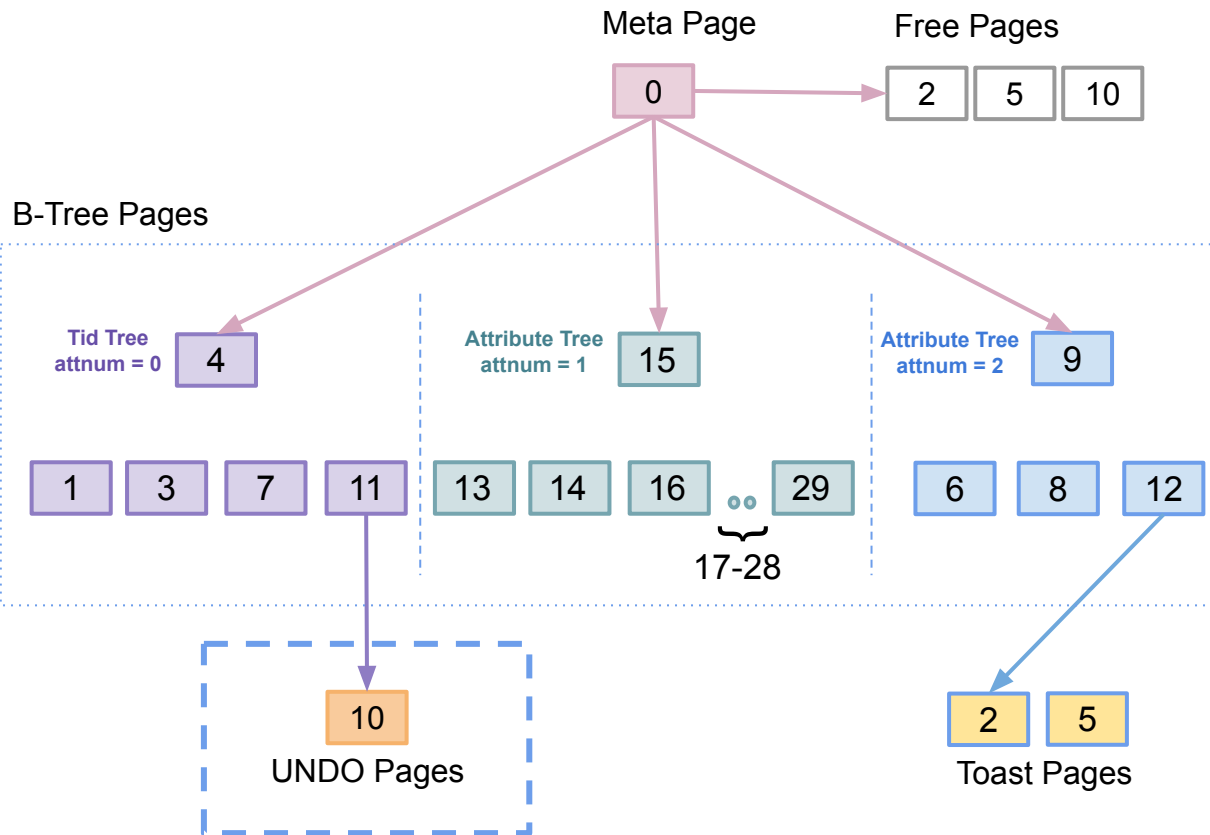 Meta Page
Free Pages
0
2 5 10
B-Tree Pages
Tid Tree
attnum = 0
4
Attribute Tree
attnum = 1
15
Attribute Tree
attnum = 2
9
1 3 7 11
13 14 16 29
17-28
6 8 12
10
UNDO Pages
2 5
Toast Pages